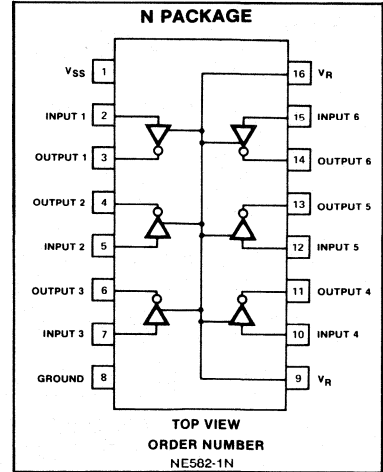 N PACKAGE
VSS 1 16 VR
INPUT 1 2 15 INPUT 6
OUTPUT 1 3 14 OUTPUT 6
OUTPUT 2 4 13 OUTPUT 5
INPUT 2 5 12 INPUT 5
OUTPUT 3 6 11 OUTPUT 4
INPUT 3 7 10 INPUT 4
GROUND 8 9 VR
TOP VIEW
ORDER NUMBER
NE582-1N